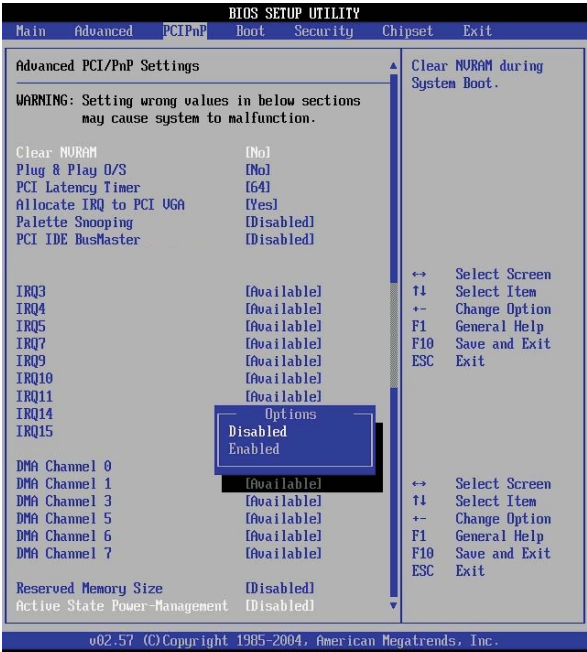 BIOS SETUP UTILITY
Main Advanced PCIPnP Boot Security Chipset Exit
Advanced PCI/PnP Settings
WARNING: Setting wrong values in below sections
may cause system to malfunction.
Clear NVRAM [No]
Plug & Play O/S [No]
PCI Latency Timer [64]
Allocate IRQ to PCI VGA [Yes]
Palette Snooping [Disabled]
PCI IDE BusMaster [Disabled]
IRQ3 [Available]
IRQ4 [Available]
IRQ5 [Available]
IRQ7 [Available]
IRQ9 [Available]
IRQ10 [Available]
IRQ11 [Available]
IRQ14
IRQ15
Options
Disabled
Enabled
DMA Channel 0
DMA Channel 1 [Available]
DMA Channel 3 [Available]
DMA Channel 5 [Available]
DMA Channel 6 [Available]
DMA Channel 7 [Available]
Reserved Memory Size [Disabled]
Active State Power-Management [Disabled]
Clear NVRAM during
System Boot.
↔ Select Screen
↑↓ Select Item
+- Change Option
F1 General Help
F10 Save and Exit
ESC Exit
↔ Select Screen
↑↓ Select Item
+- Change Option
F1 General Help
F10 Save and Exit
ESC Exit
v02.57 (C)Copyright 1985-2004, American Megatrends, Inc.